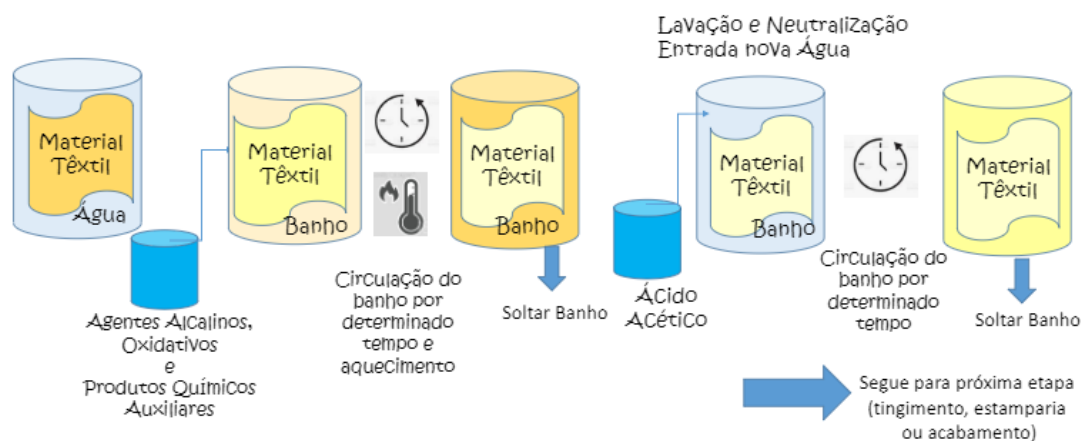 Lavação e Neutralização
Entrada nova Água
Material
Têxtil
Água
Agentes Alcalinos,
Oxidativos
e
Produtos Químicos
Auxiliares
Material
Têxtil
Banho
Circulação do
banho por
determinado
tempo e
aquecimento
Material
Têxtil
Banho
Soltar Banho
Ácido
Acético
Material
Têxtil
Banho
Circulação do
banho por
determinado
tempo
Material
Têxtil
Soltar Banho
Segue para próxima etapa
(tingimento, estamparia
ou acabamento)